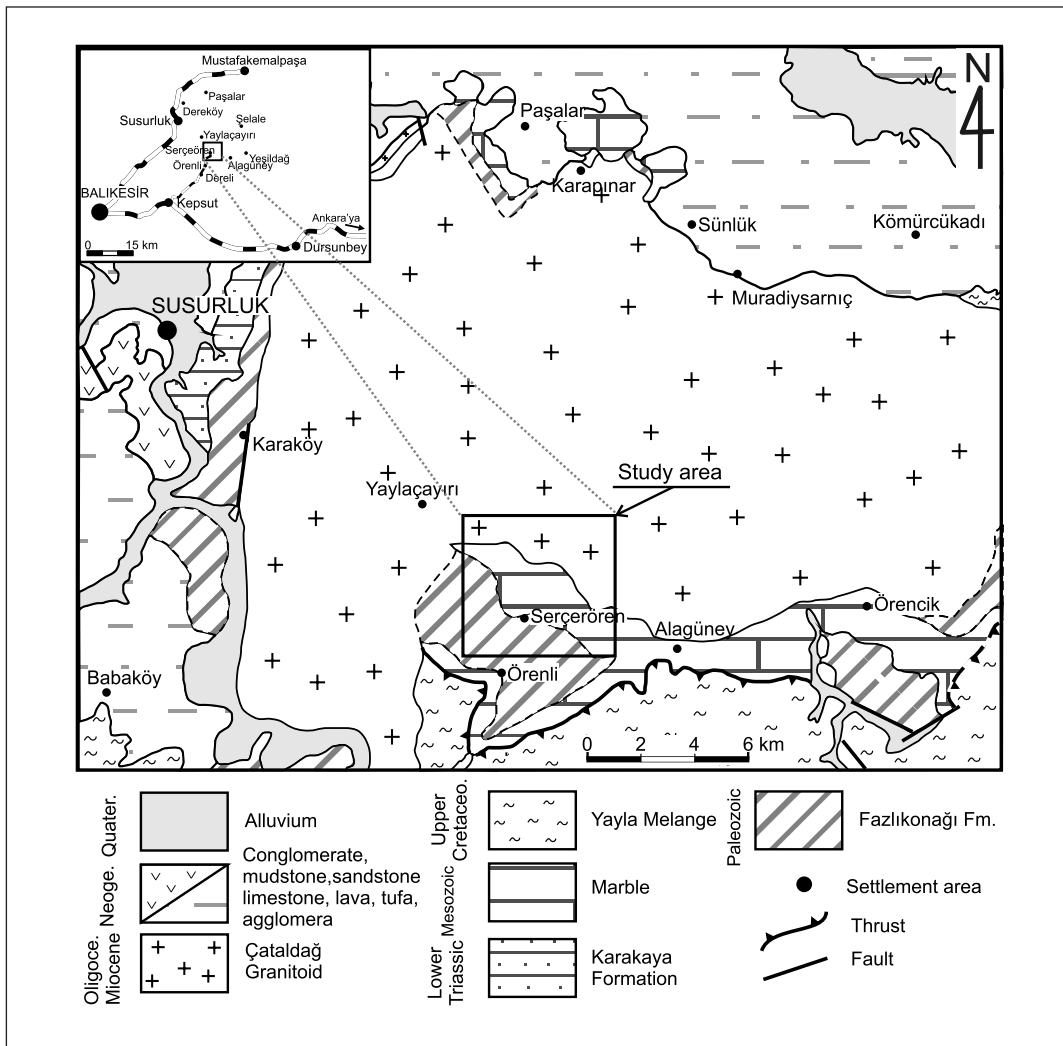 Mustafakemalpaşa
Paşalar
Dereköy
Şelale
Susurluk
Yaylaçayırı
Serçeören
Yeşildağ
Örenli
Alagüney
Dereli
BALIKESİR
Kepsut
Ankara'ya
0 15 km
Dursunbey
N
Paşalar
Karapınar
Sünlük
Kömürcükadı
Muradiysarnıç
SUSURLUK
Karaköy
Study area
Yaylaçayırı
Serçerören
Örencik
Alagüney
Örenli
Babaköy
0 2 4 6 km
Quater.
Alluvium
Neoge.
Conglomerate,
mudstone,sandstone
limestone, lava, tufa,
agglomera
Oligoce.
Miocene
Çataldağ
Granitoid
Upper
Cretaceo.
Yayla Melange
Mesozoic
Marble
Lower
Triassic
Karakaya
Formation
Paleozoic
Fazlıkonağı Fm.
Settlement area
Thrust
Fault